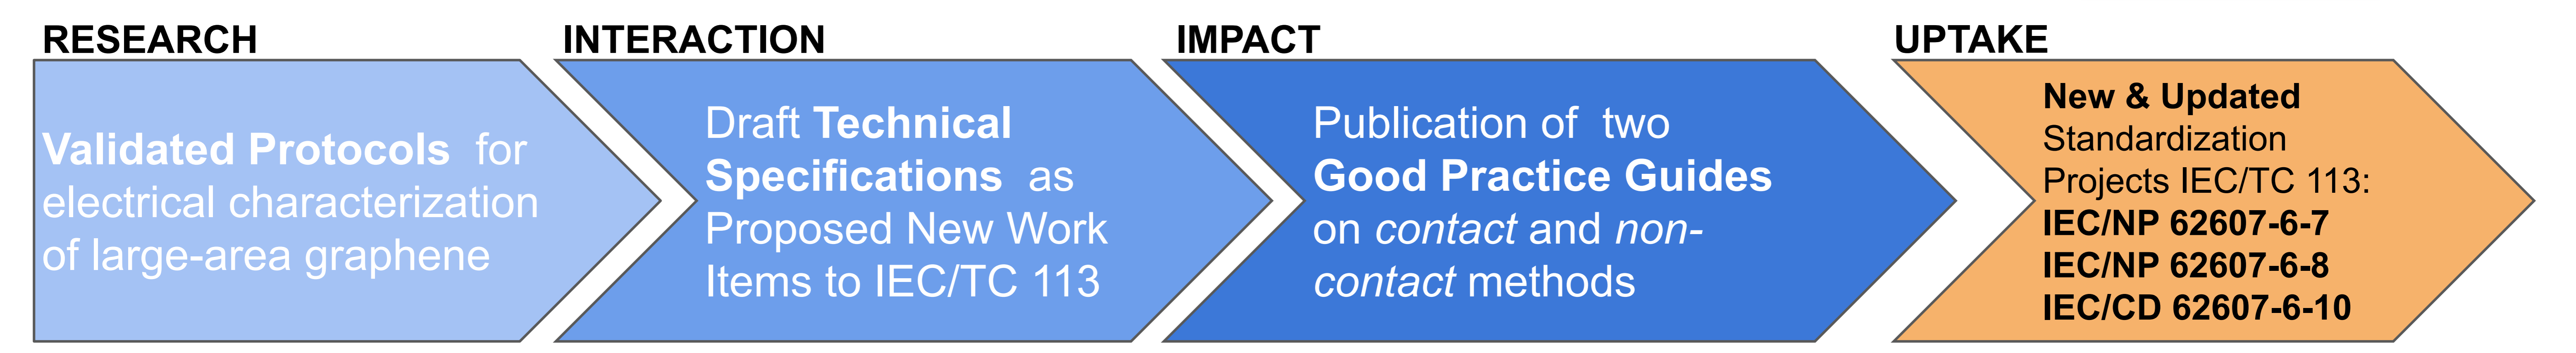 RESEARCH
Validated Protocols for
electrical characterization
of large-area graphene
INTERACTION
Draft Technical
Specifications as
Proposed New Work
Items to IEC/TC 113
IMPACT
Publication of two
Good Practice Guides
on contact and non-
contact methods
UPTAKE
New & Updated
Standardization
Projects IEC/TC 113:
IEC/NP 62607-6-7
IEC/NP 62607-6-8
IEC/CD 62607-6-10